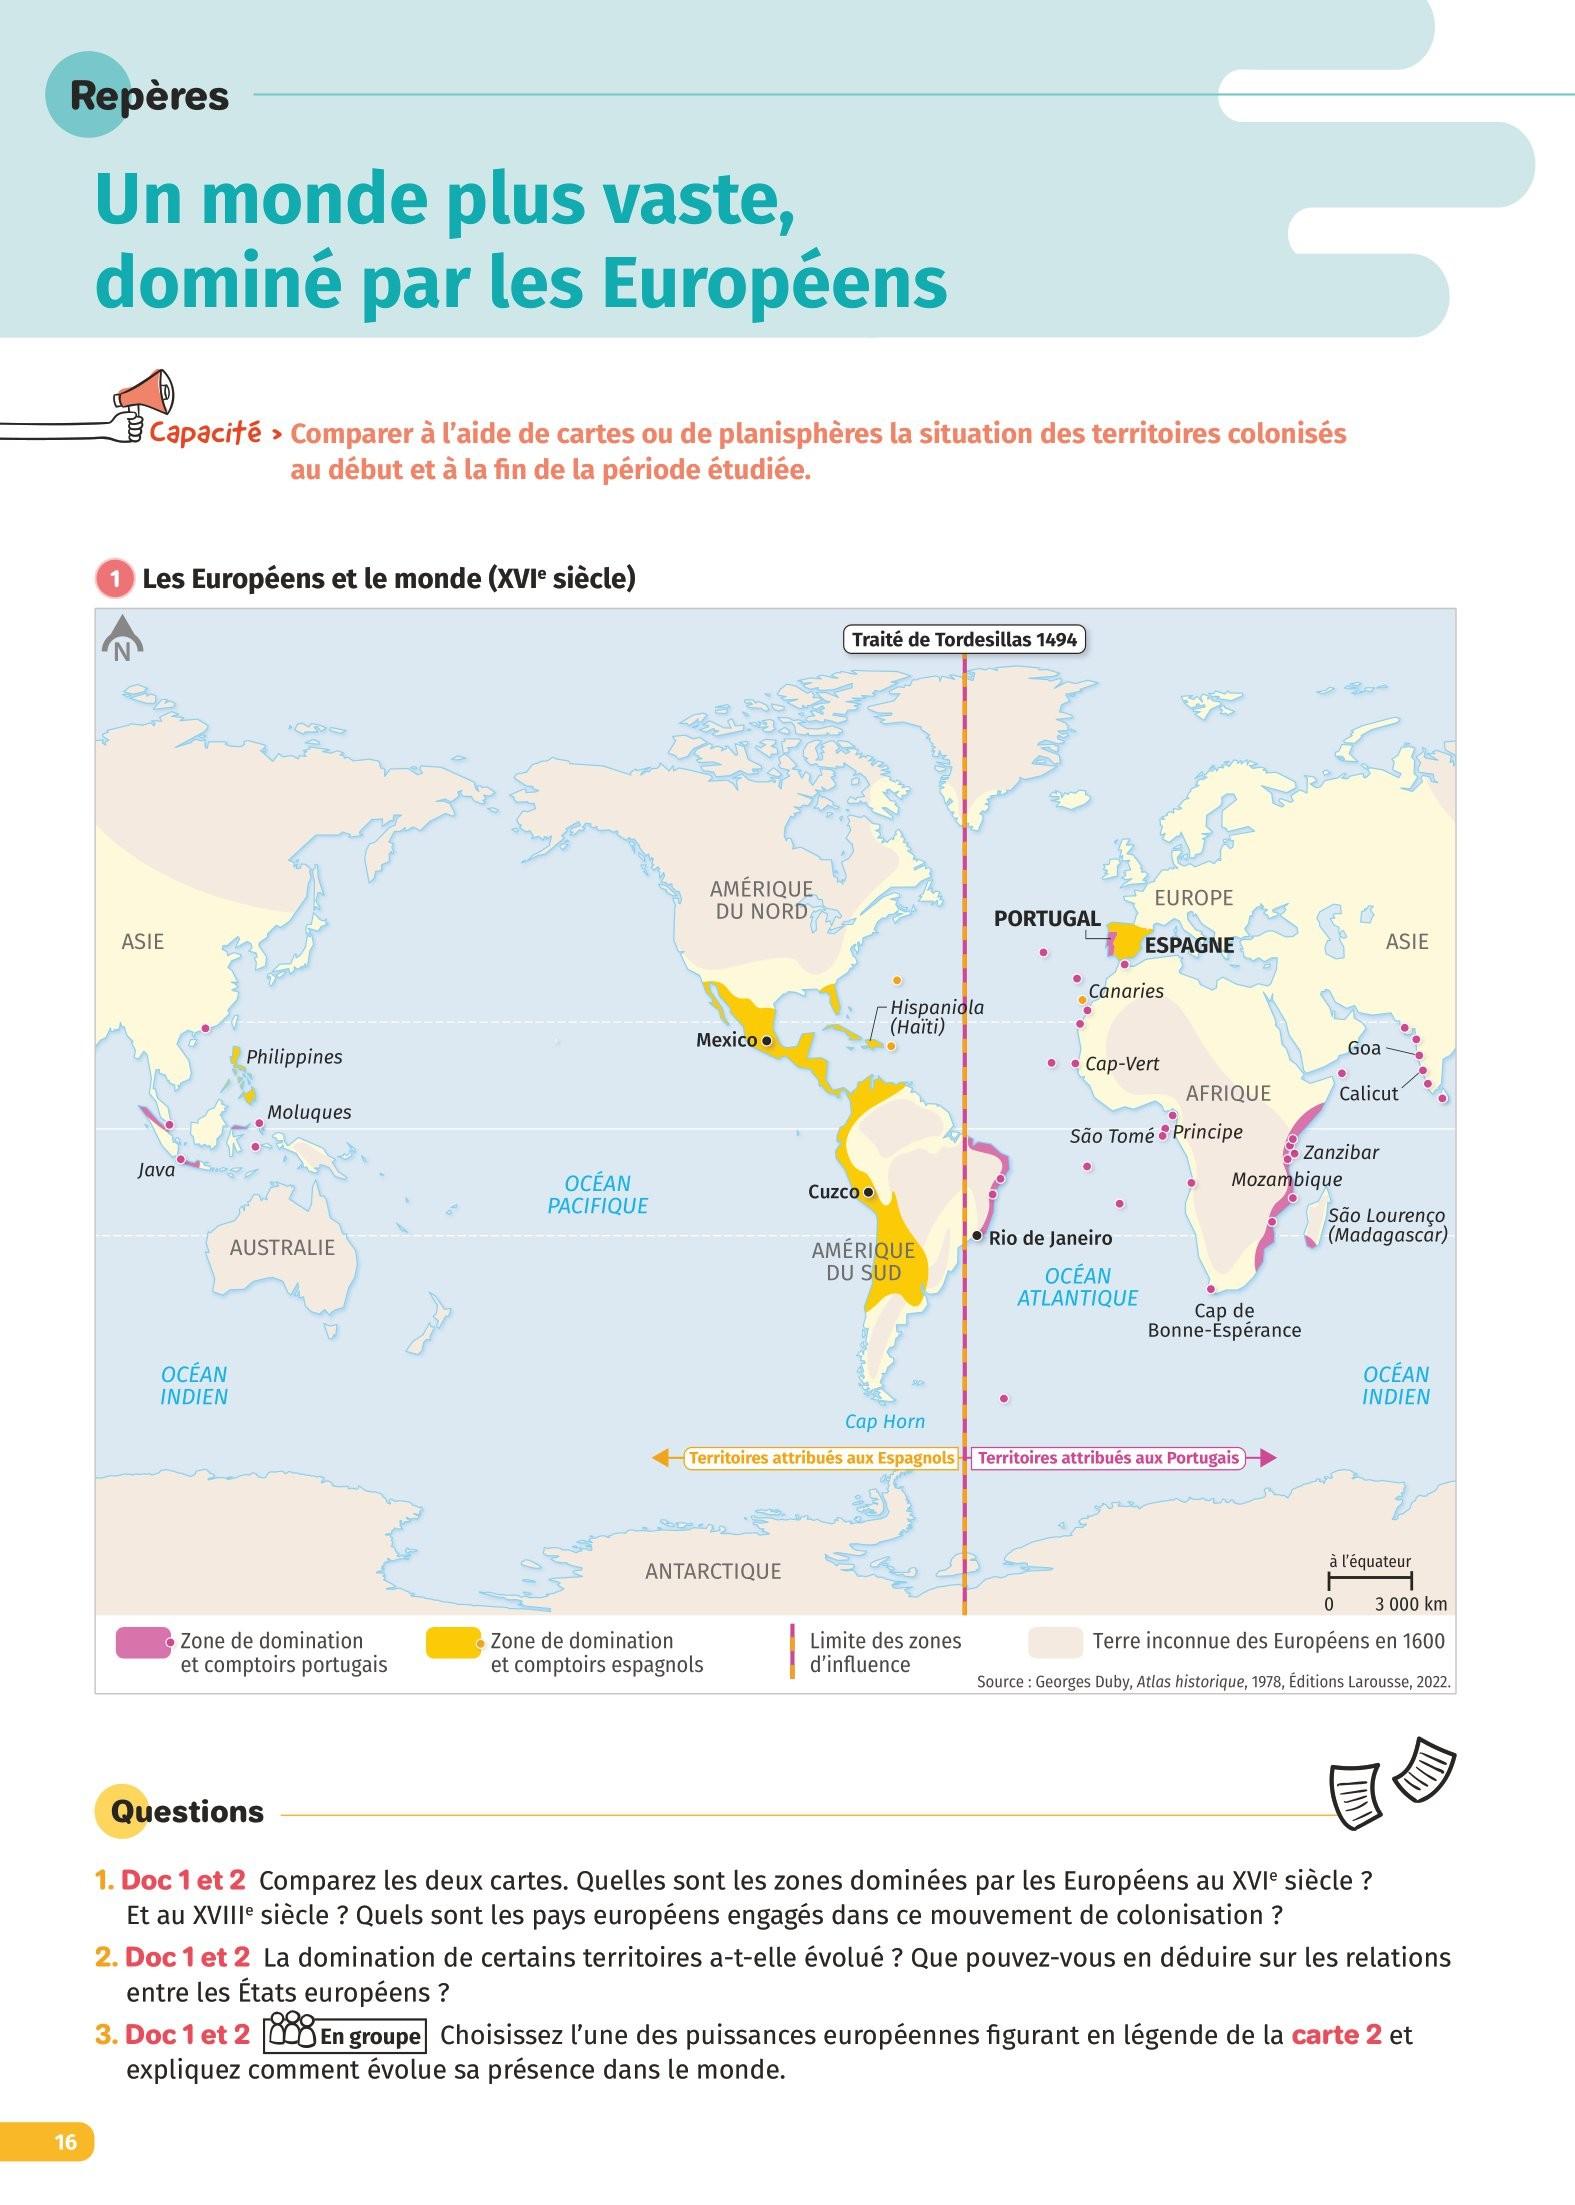 Repères
Un monde plus vaste,
dominé par les Européens
Capacité > Comparer à l’aide de cartes ou de planisphères la situation des territoires colonisés
au début et à la fin de la période étudiée.
1 Les Européens et le monde (XVIe siècle)
N
Traité de Tordesillas 1494
AMÉRIQUE
DU NORD
EUROPE
PORTUGAL
ESPAGNE
ASIE
ASIE
Canaries
Hispaniola
(Haïti)
Mexico
Goa
Philippines
Cap-Vert
Calicut
AFRIQUE
Moluques
São Tomé
Principe
Zanzibar
Java
Mozambique
OCÉAN
PACIFIQUE
Cuzco
São Lourenço
(Madagascar)
Rio de Janeiro
AUSTRALIE
AMÉRIQUE
DU SUD
OCÉAN
ATLANTIQUE
Cap de
Bonne-Espérance
OCÉAN
INDIEN
OCÉAN
INDIEN
Cap Horn
Territoires attribués aux Espagnols
Territoires attribués aux Portugais
ANTARCTIQUE
à l’équateur
0 3 000 km
Zone de domination
et comptoirs portugais
Zone de domination
et comptoirs espagnols
Limite des zones
d’influence
Terre inconnue des Européens en 1600
Source : Georges Duby, Atlas historique, 1978, Éditions Larousse, 2022.
Questions
1. Doc 1 et 2 Comparez les deux cartes. Quelles sont les zones dominées par les Européens au XVIe siècle ?
Et au XVIIIe siècle ? Quels sont les pays européens engagés dans ce mouvement de colonisation ?
2. Doc 1 et 2 La domination de certains territoires a-t-elle évolué ? Que pouvez-vous en déduire sur les relations
entre les États européens ?
3. Doc 1 et 2 En groupe Choisissez l’une des puissances européennes figurant en légende de la carte 2 et
expliquez comment évolue sa présence dans le monde.
16